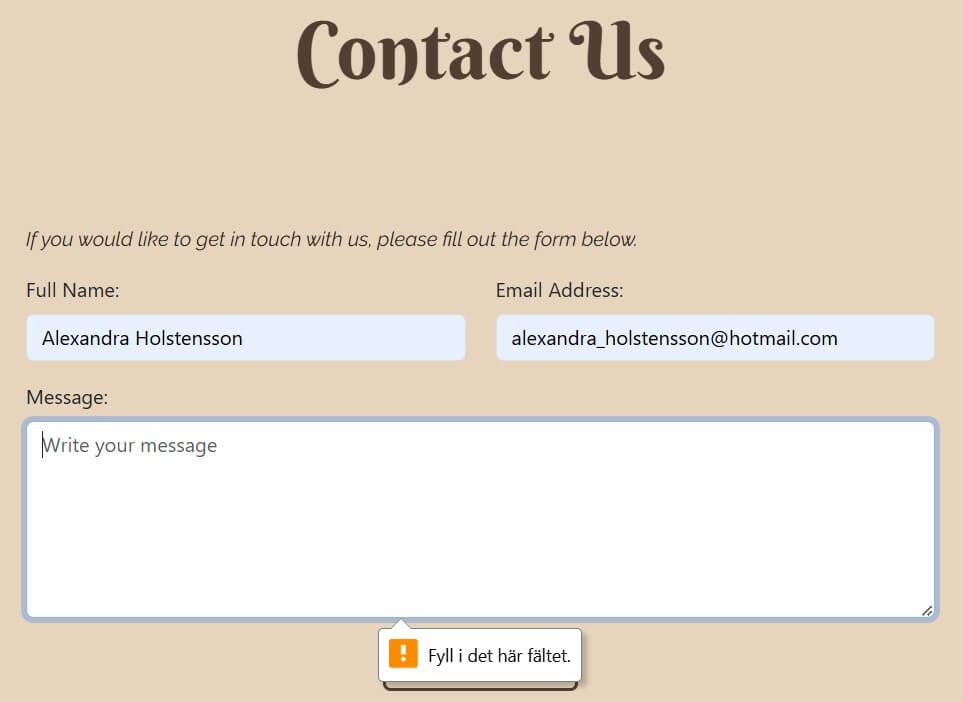 Contact Us
If you would like to get in touch with us, please fill out the form below.
Full Name:
Email Address:
Alexandra Holstensson
alexandra_holstensson@hotmail.com
Message:
Write your message
Fyll i det här fältet.